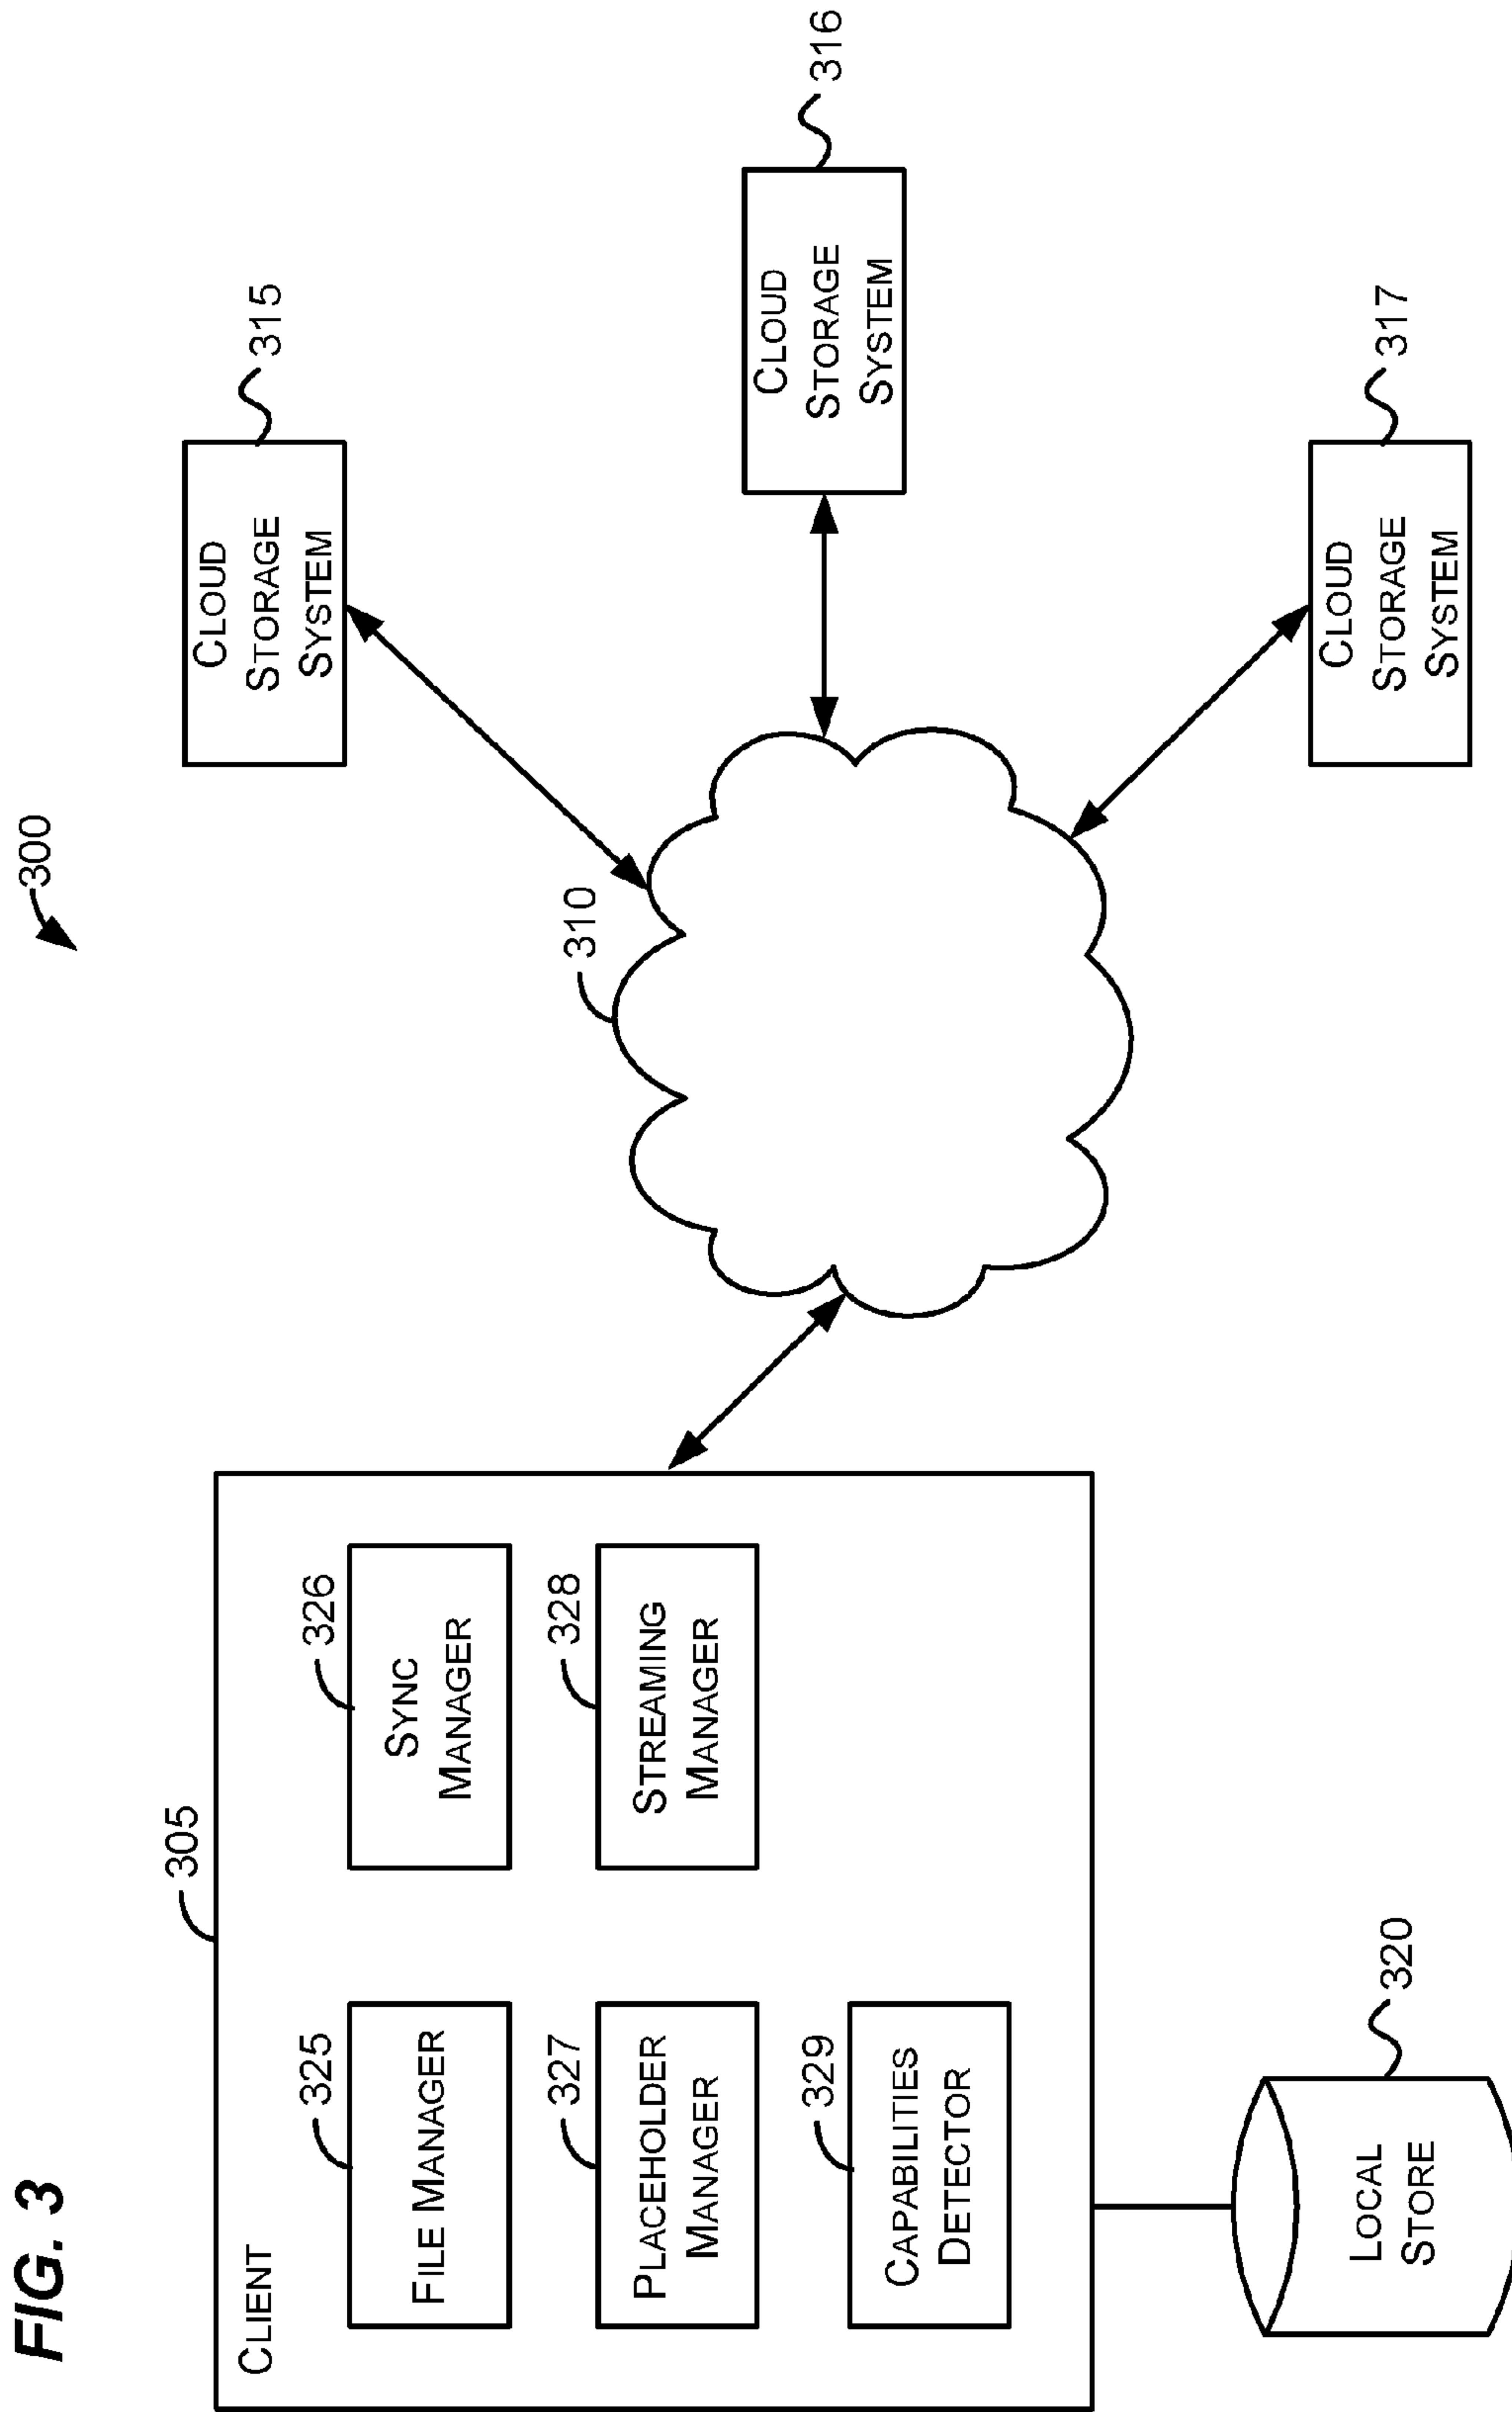 FIG. 3
300
CLIENT
305
325
FILE MANAGER
326
SYNC
MANAGER
327
PLACEHOLDER
MANAGER
328
STREAMING
MANAGER
329
CAPABILITIES
DETECTOR
LOCAL
STORE
320
310
CLOUD
STORAGE
SYSTEM
315
CLOUD
STORAGE
SYSTEM
316
CLOUD
STORAGE
SYSTEM
317